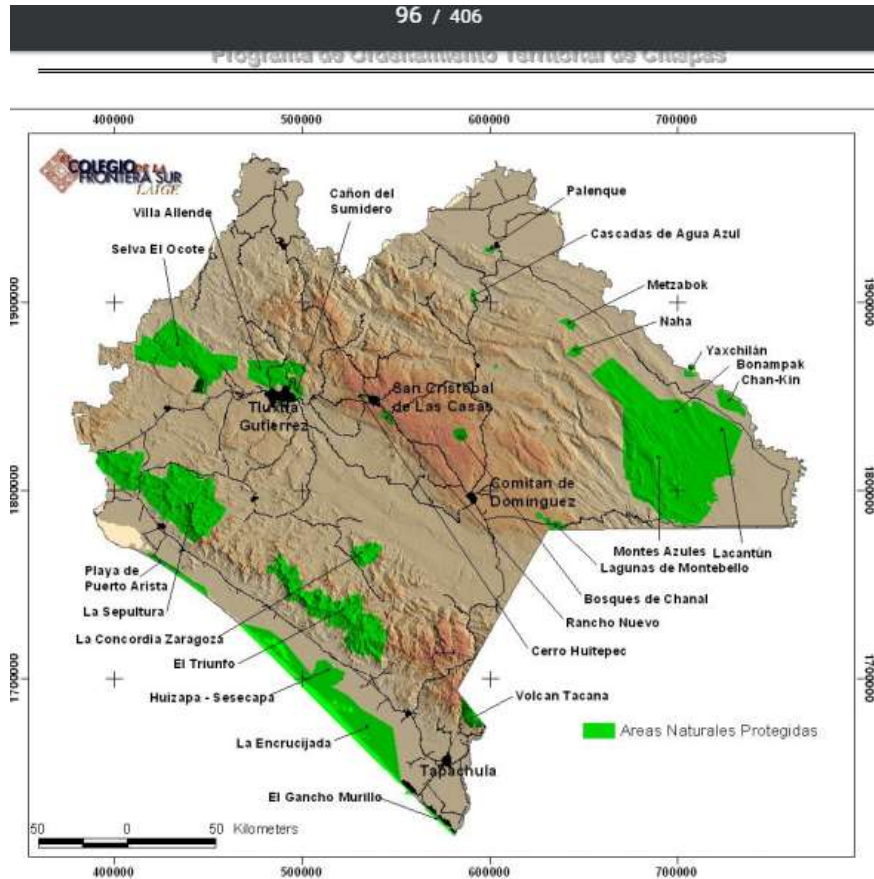 96 / 406
Programa de Ordenamiento Territorial de Chiapas
400000 500000 600000 700000
EL COLEGIO DE LA
FRONTERA SUR
LAIGE
Villa Allende
Cañon del
Sumidero
Palenque
Selva El Ocote
Cascadas de Agua Azul
Metzabok
1900000
1900000
Naha
Yaxchilán
Bonampak
Chan-Kin
San Cristobal
de Las Casas
Tluxtla
Gutierrez
Comitan de
Dominguez
1800000
1800000
Montes Azules
Lacantún
Lagunas de Montebello
Playa de
Puerto Arista
Bosques de Chanal
La Sepultura
Rancho Nuevo
La Concordia Zaragoza
Cerro Huitepec
El Triunfo
1700000
1700000
Huizapa - Sesecapa
Volcan Tacana
Areas Naturales Protegidas
La Encrucijada
Tapachula
El Gancho Murillo
50 0 50 Kilometers
400000 500000 600000 700000